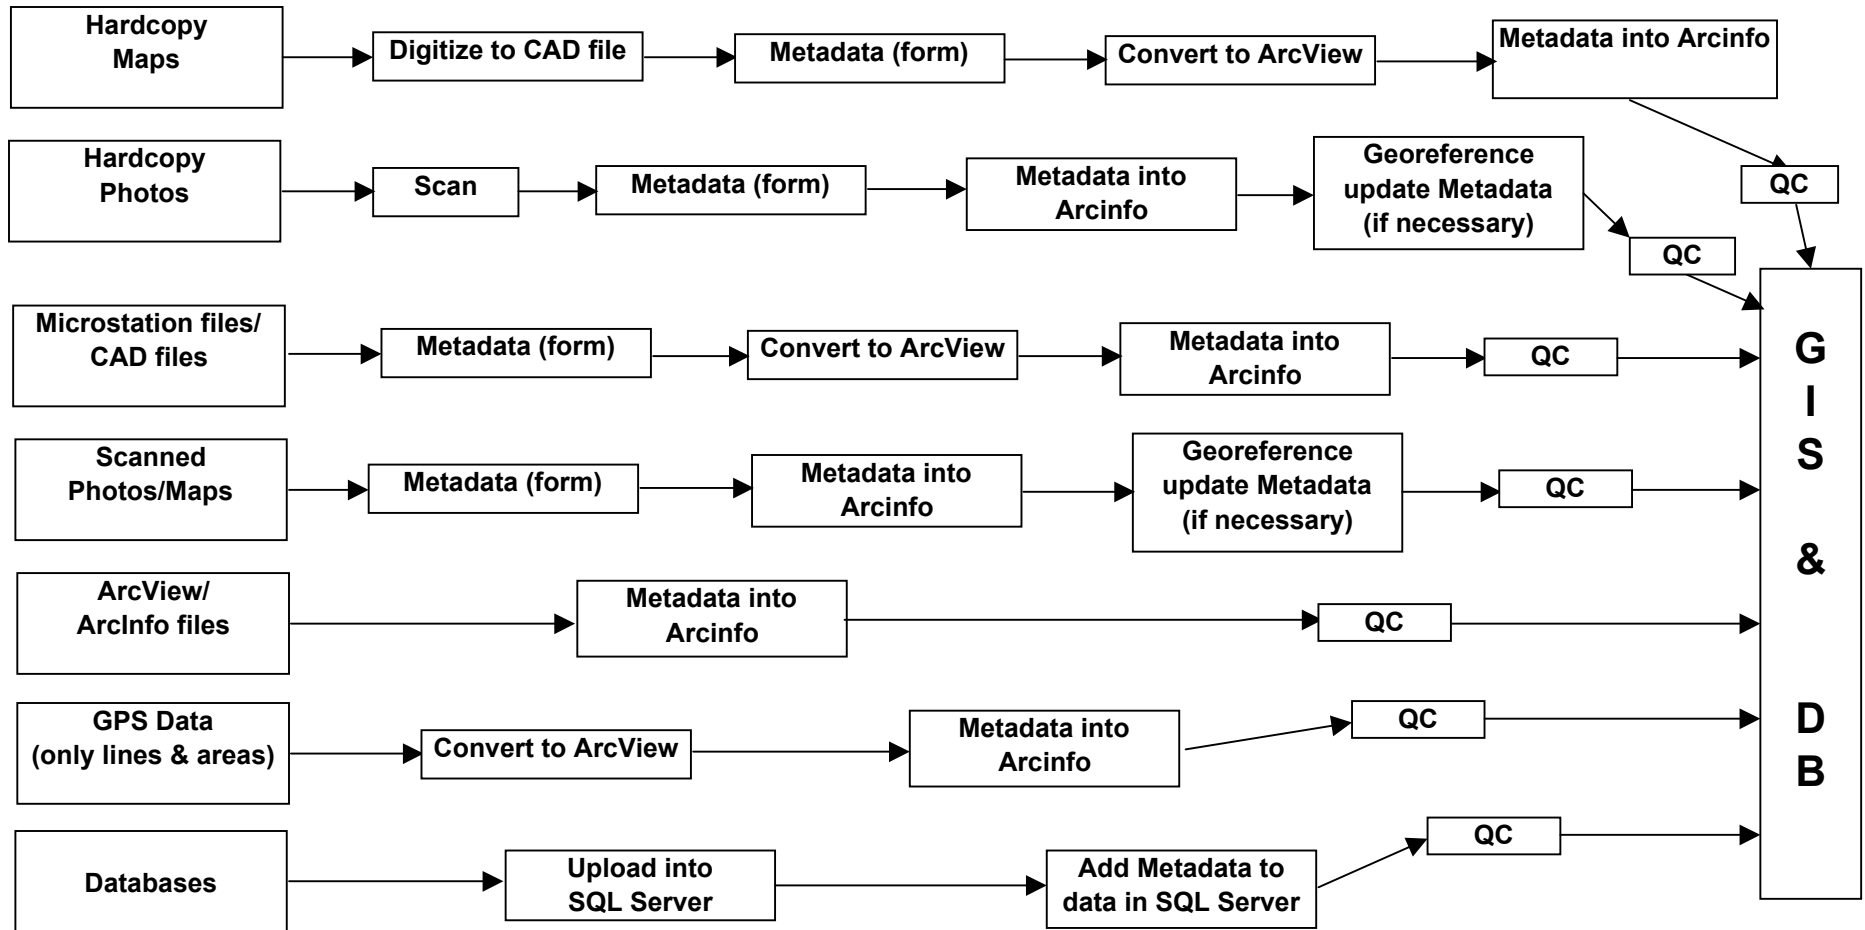 Hardcopy
Maps
Digitize to CAD file
Metadata (form)
Convert to ArcView
Metadata into Arcinfo
QC
Hardcopy
Photos
Scan
Metadata (form)
Metadata into
Arcinfo
Georeference
update Metadata
(if necessary)
QC
Microstation files/
CAD files
Metadata (form)
Convert to ArcView
Metadata into
Arcinfo
QC
Scanned
Photos/Maps
Metadata (form)
Metadata into
Arcinfo
Georeference
update Metadata
(if necessary)
QC
ArcView/
ArcInfo files
Metadata into
Arcinfo
QC
GPS Data
(only lines & areas)
Convert to ArcView
Metadata into
Arcinfo
QC
Databases
Upload into
SQL Server
Add Metadata to
data in SQL Server
QC
G
I
S
&
D
B